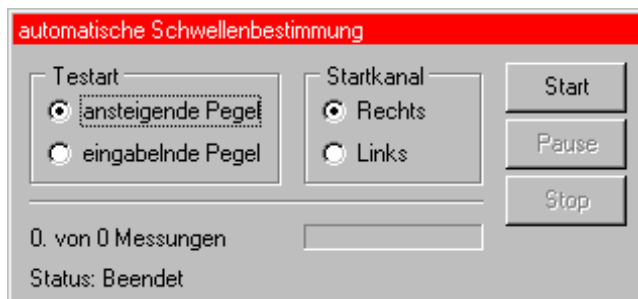 automatische Schwellenbestimmung
Testart
ansteigende Pegel
eingabelnde Pegel
Startkanal
Rechts
Links
Start
Pause
Stop
0. von 0 Messungen
Status: Beendet